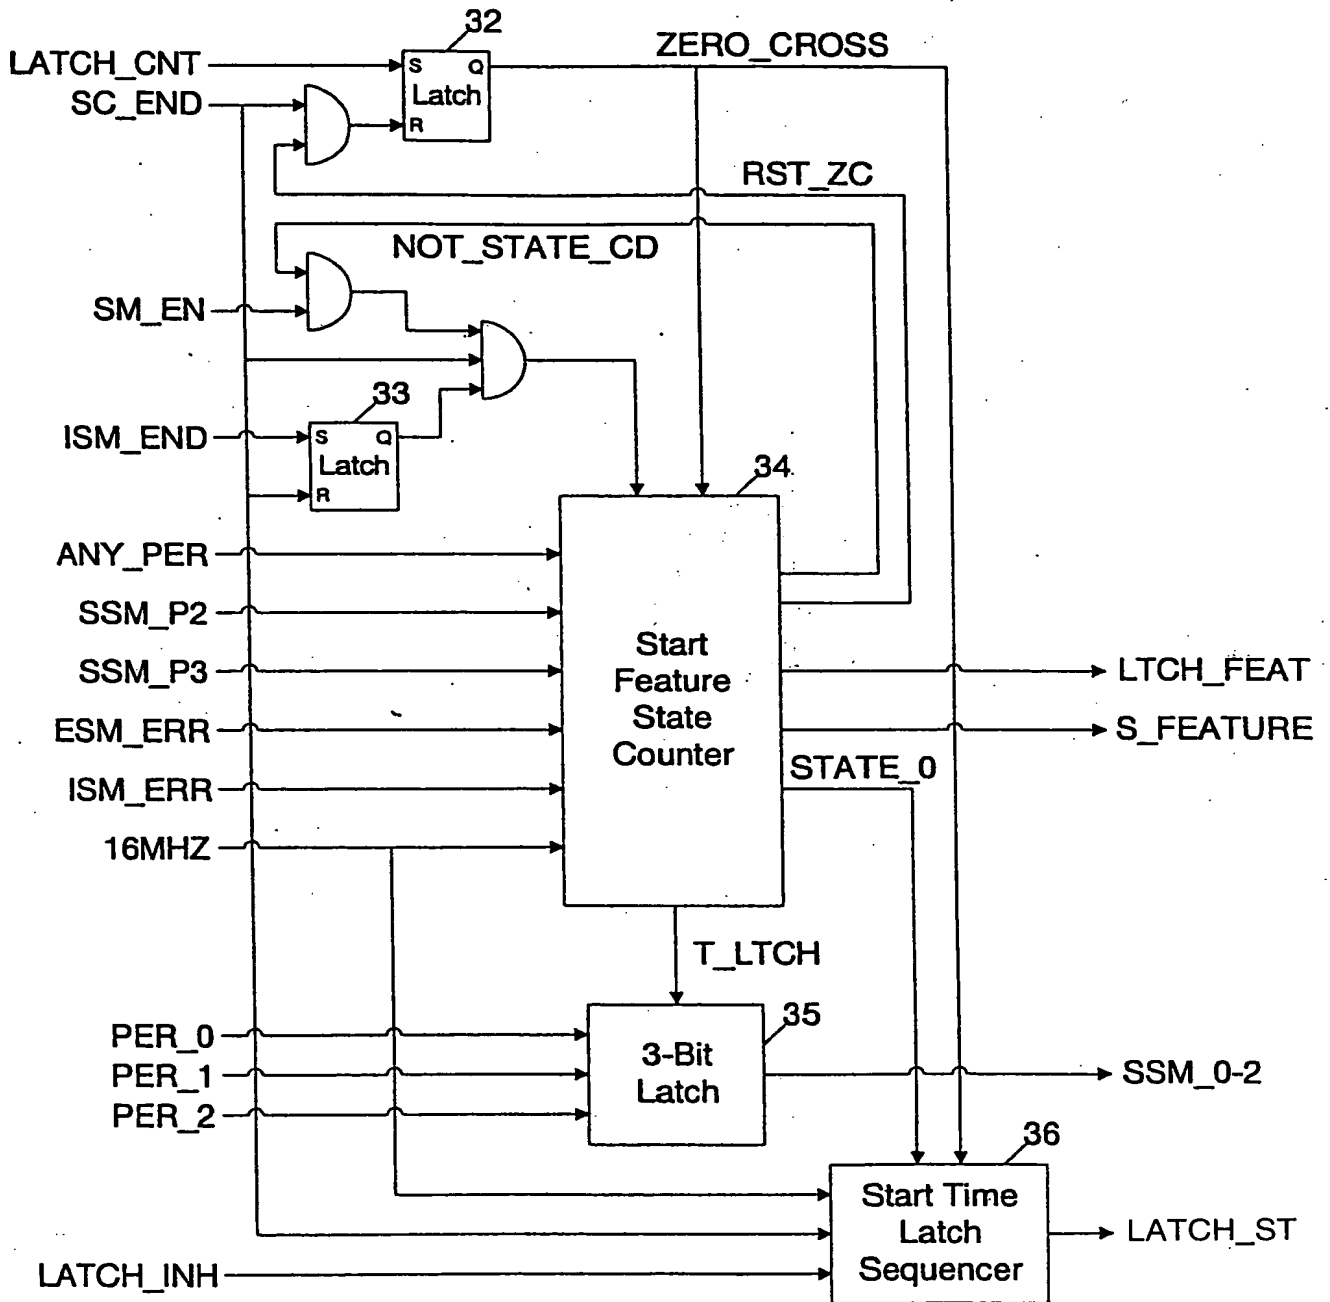 32
LATCH_CNT
S Q
Latch
R
ZERO_CROSS
SC_END
RST_ZC
NOT_STATE_CD
SM_EN
33
ISM_END
S Q
Latch
R
34
ANY_PER
SSM_P2
SSM_P3
ESM_ERR
ISM_ERR
16MHZ
Start
Feature
State
Counter
LTCH_FEAT
S_FEATURE
STATE_0
T_LTCH
35
PER_0
PER_1
PER_2
3-Bit
Latch
SSM_0-2
36
Start Time
Latch
Sequencer
LATCH_ST
LATCH_INH